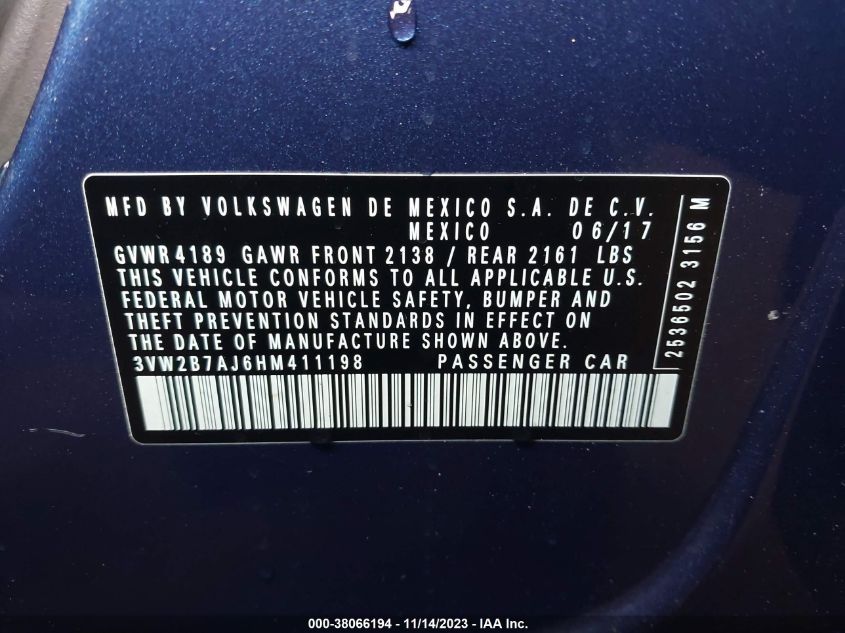 MFD BY VOLKSWAGEN DE MEXICO S.A. DE C.V.
MEXICO 06/17
GVWR 4189 GAWR FRONT 2138 / REAR 2161 LBS
THIS VEHICLE CONFORMS TO ALL APPLICABLE U.S.
FEDERAL MOTOR VEHICLE SAFETY, BUMPER AND
THEFT PREVENTION STANDARDS IN EFFECT ON
THE DATE OF MANUFACTURE SHOWN ABOVE.
3VW2B7AJ6HM411198 PASSENGER CAR
2536502 3156 M
000-38066194 - 11/14/2023 - IAA Inc.